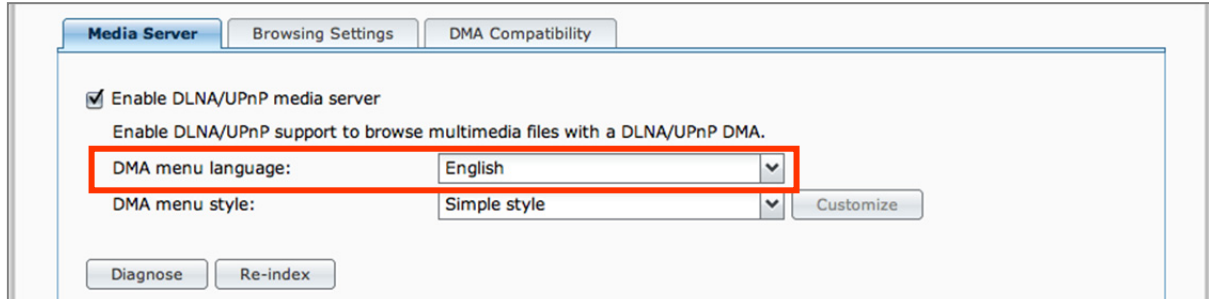 Media Server Browsing Settings DMA Compatibility
Enable DLNA/UPnP media server
Enable DLNA/UPnP support to browse multimedia files with a DLNA/UPnP DMA.
DMA menu language: English
DMA menu style: Simple style Customize
Diagnose Re-index